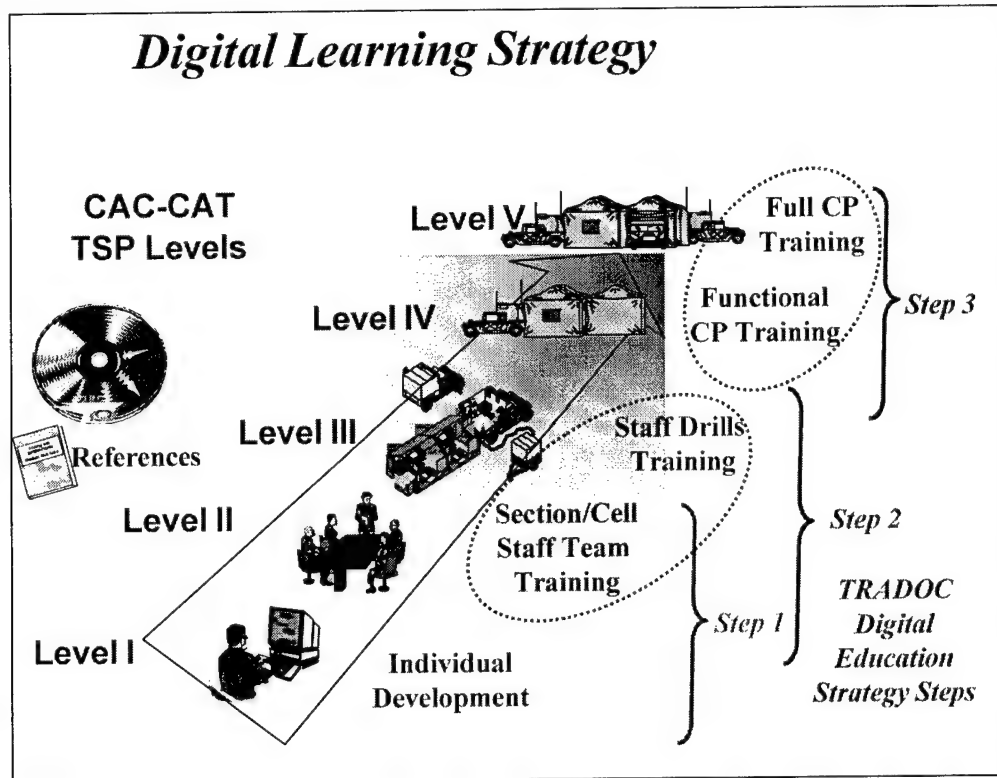 Digital Learning Strategy
CAC-CAT
TSP Levels
Level V
Full CP
Training
Functional
CP Training
Step 3
Level IV
Level III
References
Staff Drills
Training
Level II
Section/Cell
Staff Team
Training
Step 2
Step 1
Level I
Individual
Development
TRADOC
Digital
Education
Strategy Steps